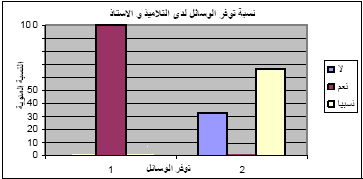 نسبة توفر الوسائل لدى التلاميذ و الاستاذ
النسبة المئوية
100
50
40
30
20
10
0
1
2
توفر الوسائل
لا
نعم
نسبيا